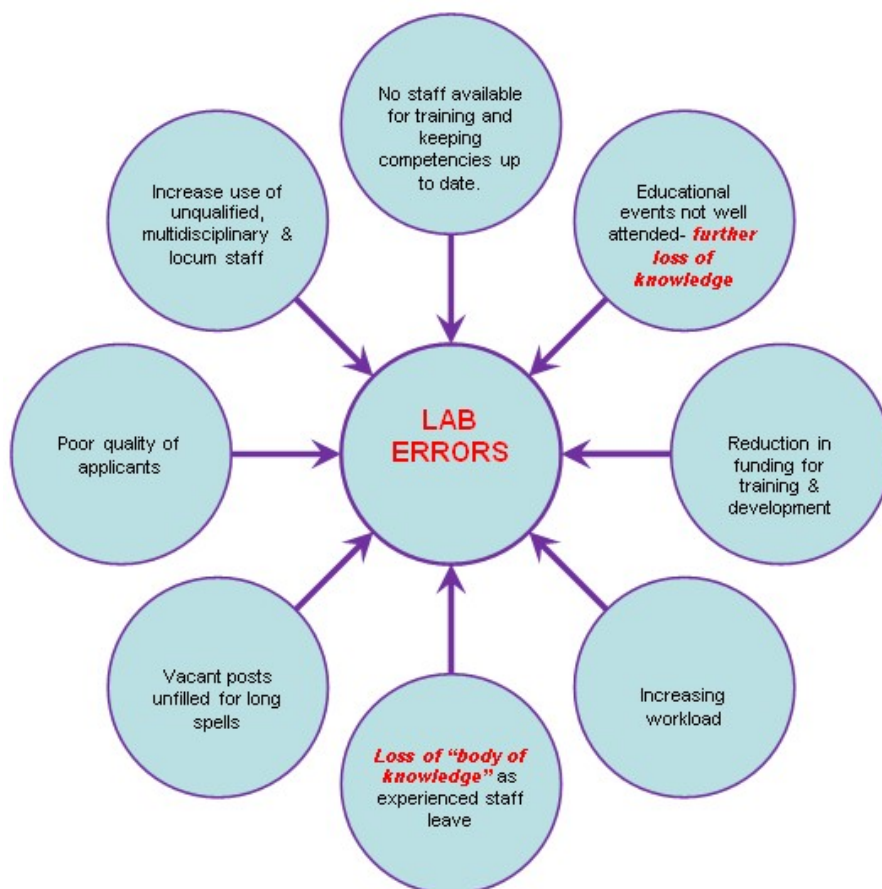 No staff available
for training and
keeping
competencies up
to date.
Educational
events not well
attended- further
loss of
knowledge
Reduction in
funding for
training &
development
Increasing
workload
Loss of “body of
knowledge” as
experienced staff
leave
Vacant posts
unfilled for long
spells
Poor quality of
applicants
Increase use of
unqualified,
multidisciplinary &
locum staff
LAB
ERRORS